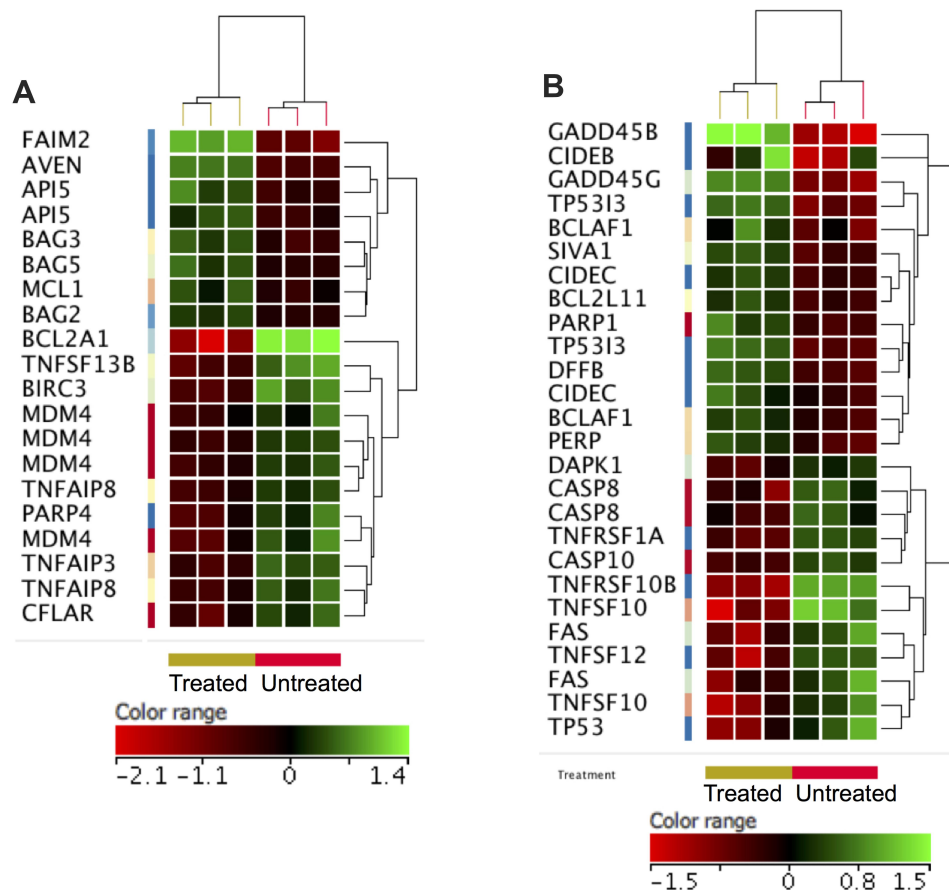 A
FAIM2
AVEN
API5
API5
BAG3
BAG5
MCL1
BAG2
BCL2A1
TNFSF13B
BIRC3
MDM4
MDM4
MDM4
TNFAIP8
PARP4
MDM4
TNFAIP3
TNFAIP8
CFLAR
Treated Untreated
Color range
-2.1 -1.1 0 1.4
B
GADD45B
CIDEB
GADD45G
TP53I3
BCLAF1
SIVA1
CIDEC
BCL2L11
PARP1
TP53I3
DFFB
CIDEC
BCLAF1
PERP
DAPK1
CASP8
CASP8
TNFRSF1A
CASP10
TNFRSF10B
TNFSF10
FAS
TNFSF12
FAS
TNFSF10
TP53
Treatment
Treated Untreated
Color range
-1.5 0 0.8 1.5